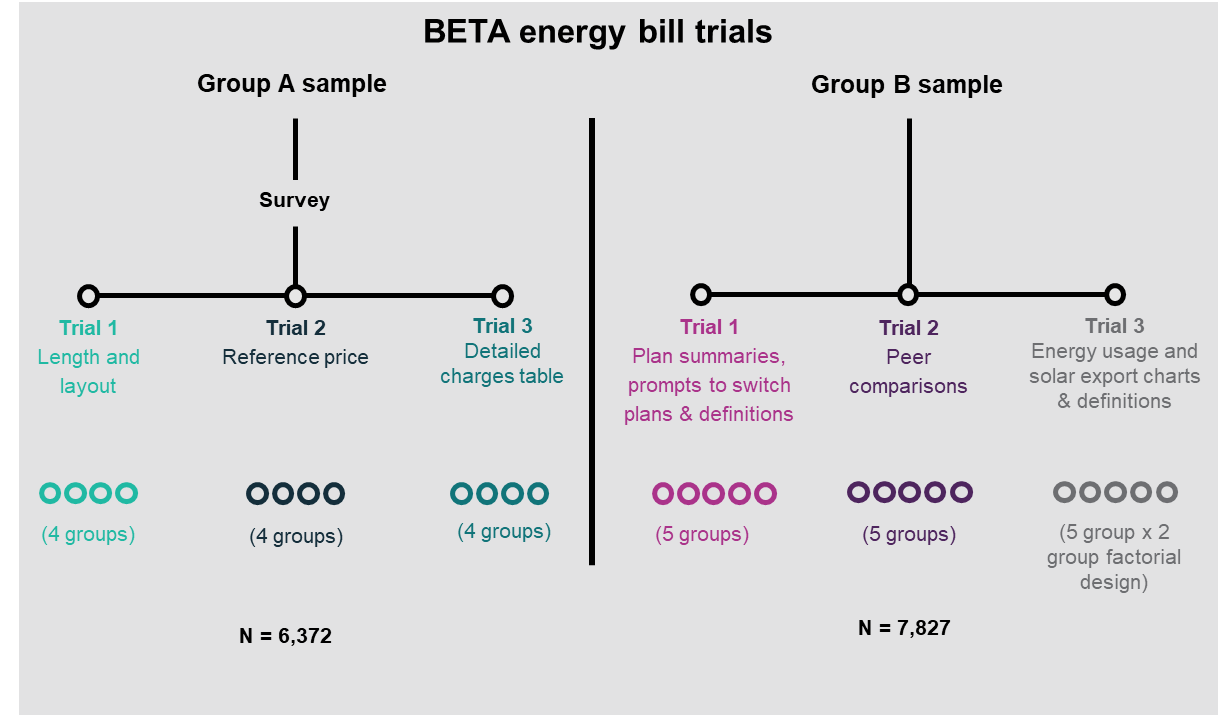 BETA energy bill trials
Group A sample
Survey
Trial 1
Length and
layout
(4 groups)
Trial 2
Reference price
(4 groups)
Trial 3
Detailed
charges table
(4 groups)
N = 6,372
Group B sample
Trial 1
Plan summaries,
prompts to switch
plans & definitions
(5 groups)
Trial 2
Peer
comparisons
(5 groups)
Trial 3
Energy usage and
solar export charts
& definitions
(5 group x 2
group factorial
design)
N = 7,827